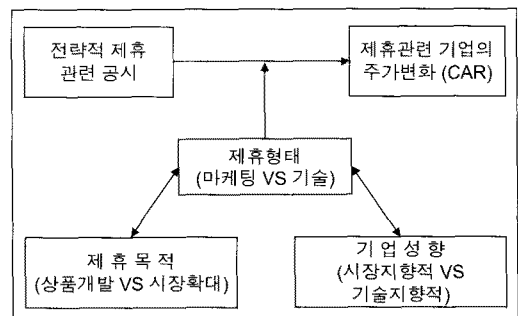 전략적 제휴
관련 공시
제휴관련 기업의
주가변화 (CAR)
제휴형태
(마케팅 VS 기술)
제 휴 목 적
(상품개발 VS 시장확대)
기 업 성 향
(시장지향적 VS
기술지향적)